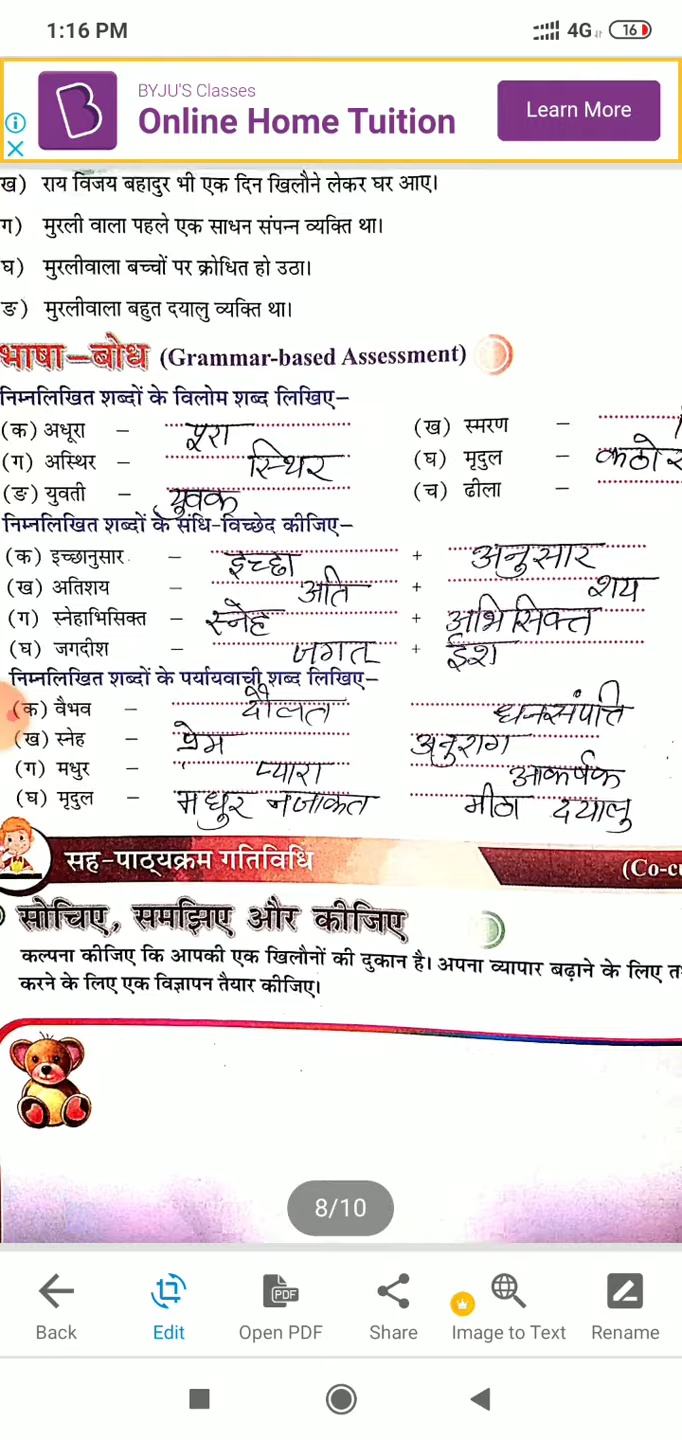 1:16 PM 4G 16
BYJU'S Classes
Online Home Tuition
Learn More
ख) राय विजय बहादुर भी एक दिन खिलौने लेकर घर आए।
ग) मुरली वाला पहले एक साधन संपन्न व्यक्ति था।
घ) मुरलीवाला बच्चों पर क्रोधित हो उठा।
ङ) मुरलीवाला बहुत दयालु व्यक्ति था।
भाषा–बोध (Grammar-based Assessment)
निम्नलिखित शब्दों के विलोम शब्द लिखिए–
(क) अधूरा – पूरा (ख) स्मरण –
(ग) अस्थिर – स्थिर (घ) मृदुल – कठोर
(ङ) युवती – युवक (च) ढीला –
निम्नलिखित शब्दों के संधि-विच्छेद कीजिए–
(क) इच्छानुसार – इच्छा + अनुसार
(ख) अतिशय – अति + शय
(ग) स्नेहाभिसिक्त – स्नेह + अभिसिक्त
(घ) जगदीश – जगत + ईश
निम्नलिखित शब्दों के पर्यायवाची शब्द लिखिए–
(क) वैभव – दौलत धनसंपत्ति
(ख) स्नेह – प्रेम अनुराग
(ग) मधुर – प्यारा आकर्षक
(घ) मृदुल – मधुर नजाकत मीठा दयालु
सह-पाठ्यक्रम गतिविधि (Co-cu
सोचिए, समझिए और कीजिए
कल्पना कीजिए कि आपकी एक खिलौनों की दुकान है। अपना व्यापार बढ़ाने के लिए त
करने के लिए एक विज्ञापन तैयार कीजिए।
8/10
Back Edit Open PDF Share Image to Text Rename